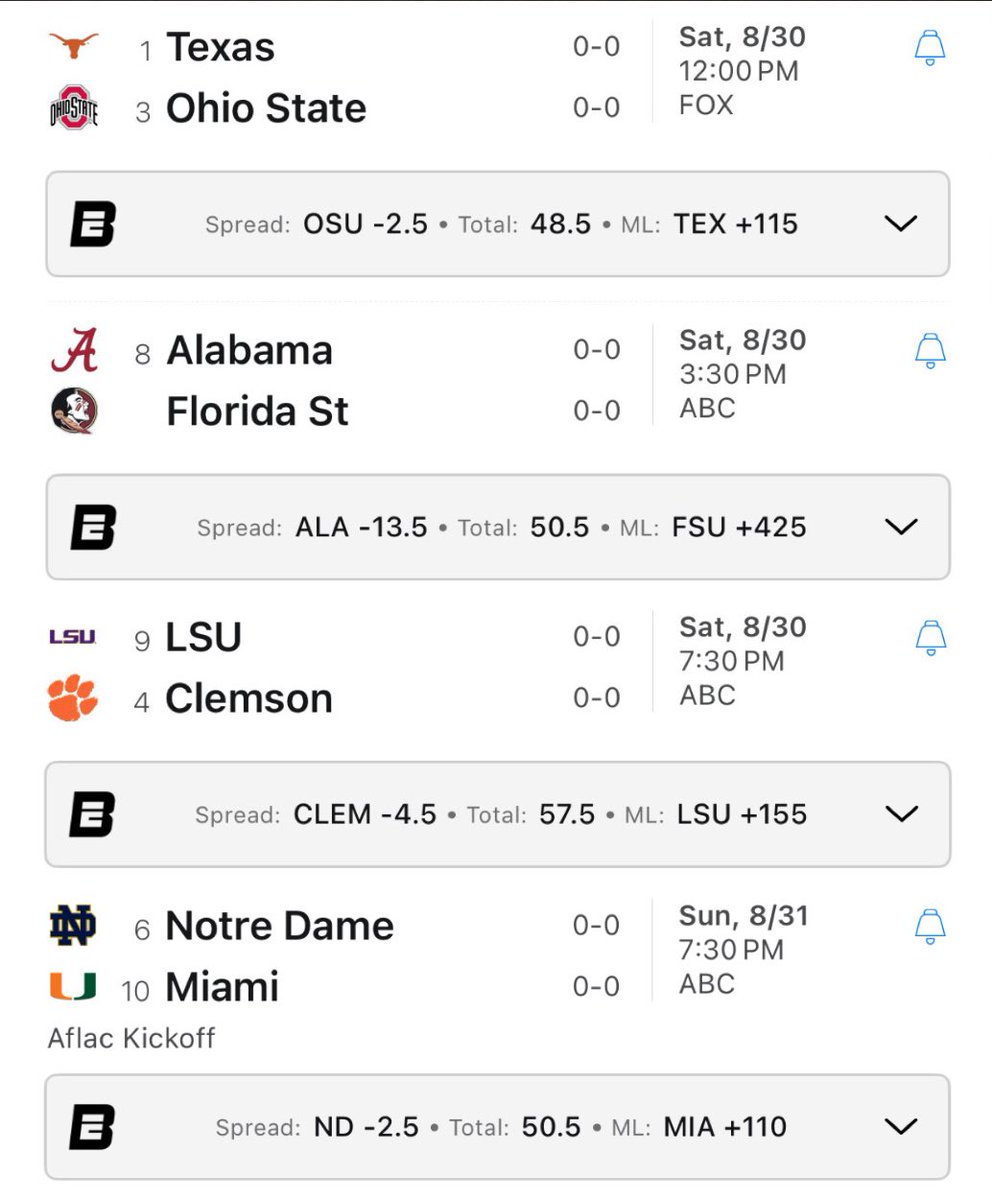 1 Texas 0-0 Sat, 8/30
12:00 PM
OHIO STATE 3 Ohio State 0-0 FOX
Spread: OSU -2.5 • Total: 48.5 • ML: TEX +115
A 8 Alabama 0-0 Sat, 8/30
3:30 PM
Florida St 0-0 ABC
Spread: ALA -13.5 • Total: 50.5 • ML: FSU +425
LSU 9 LSU 0-0 Sat, 8/30
7:30 PM
4 Clemson 0-0 ABC
Spread: CLEM -4.5 • Total: 57.5 • ML: LSU +155
ND 6 Notre Dame 0-0 Sun, 8/31
7:30 PM
U 10 Miami 0-0 ABC
Aflac Kickoff
Spread: ND -2.5 • Total: 50.5 • ML: MIA +110